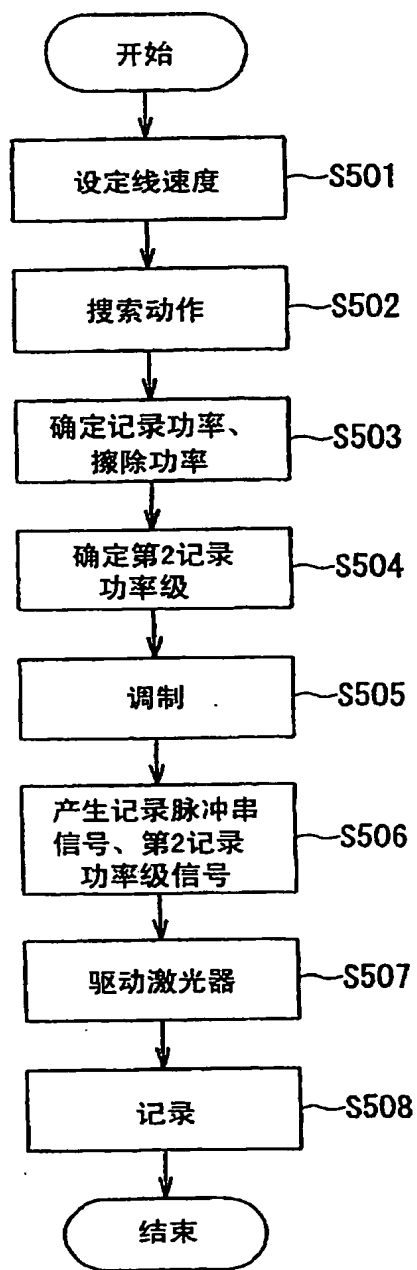 开始
设定线速度
S501
搜索动作
S502
确定记录功率、
擦除功率
S503
确定第2记录
功率级
S504
调制
S505
产生记录脉冲串
信号、第2记录
功率级信号
S506
驱动激光器
S507
记录
S508
结束